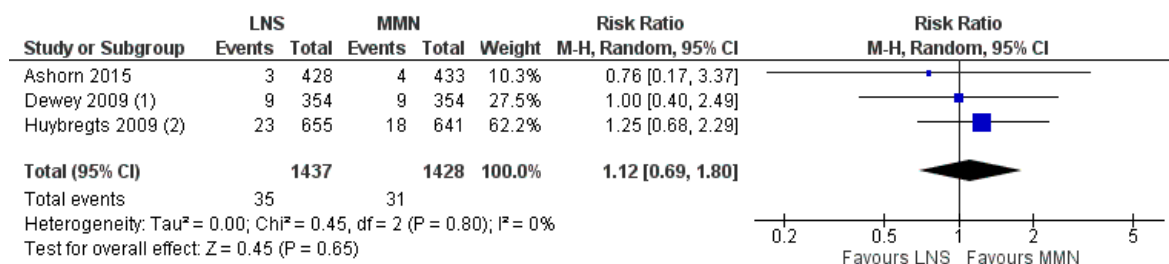 LNS MMN Risk Ratio Risk Ratio
Study or Subgroup Events Total Events Total Weight M-H, Random, 95% CI M-H, Random, 95% CI
Ashorn 2015 3 428 4 433 10.3% 0.76 [0.17, 3.37]
Dewey 2009 (1) 9 354 9 354 27.5% 1.00 [0.40, 2.49]
Huybregts 2009 (2) 23 655 18 641 62.2% 1.25 [0.68, 2.29]
Total (95% CI) 1437 1428 100.0% 1.12 [0.69, 1.80]
Total events 35 31
Heterogeneity: Tau² = 0.00; Chi² = 0.45, df = 2 (P = 0.80); I² = 0%
Test for overall effect: Z = 0.45 (P = 0.65)
0.2 0.5 1 2 5
Favours LNS Favours MMN